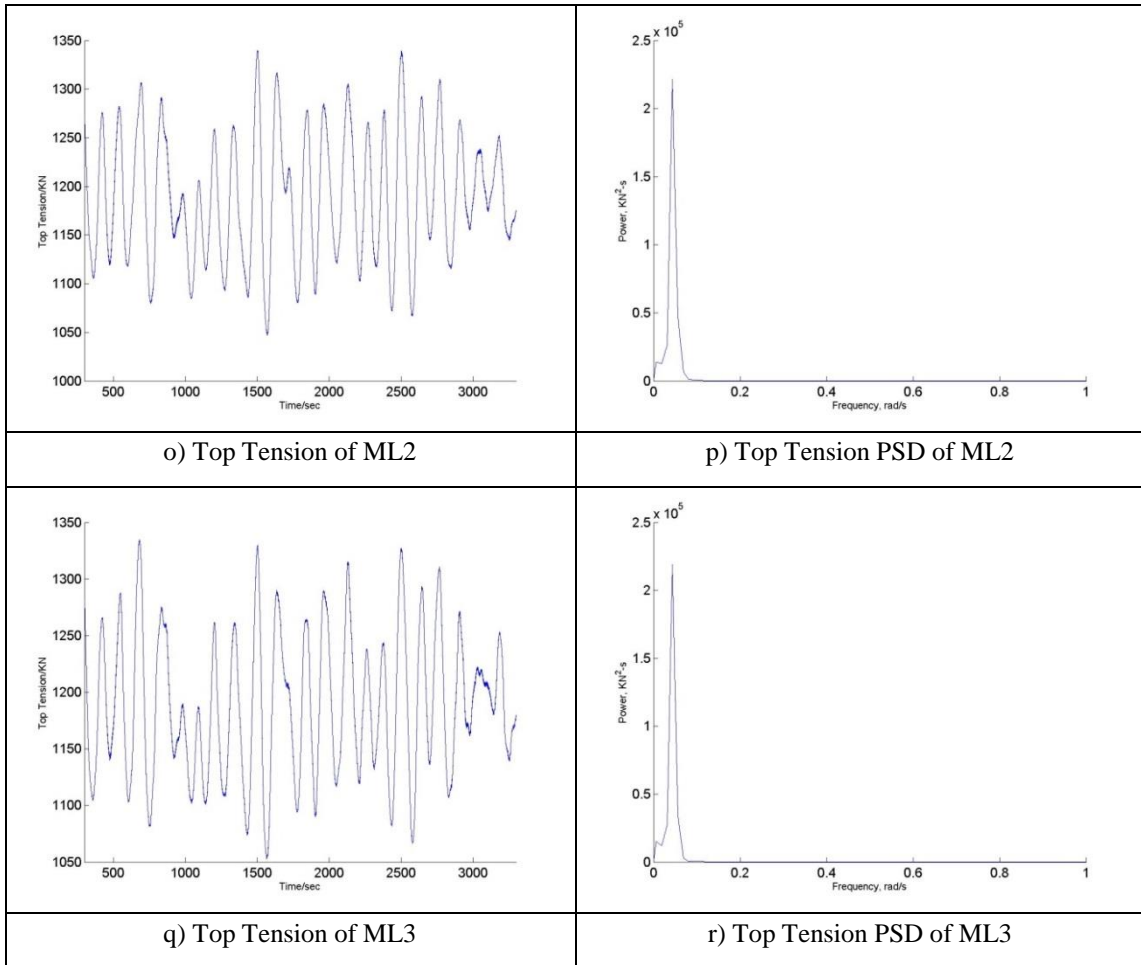 1350
1300
1250
1200
1150
1100
1050
1000
Top Tension/KN
500 1000 1500 2000 2500 3000
Time/sec
2.5 x 10^5
2
1.5
1
0.5
0
Power, KN²-s
0 0.2 0.4 0.6 0.8 1
Frequency, rad/s
o) Top Tension of ML2
p) Top Tension PSD of ML2
1350
1300
1250
1200
1150
1100
1050
Top Tension/KN
500 1000 1500 2000 2500 3000
Time/sec
2.5 x 10^5
2
1.5
1
0.5
0
Power, KN²-s
0 0.2 0.4 0.6 0.8 1
Frequency, rad/s
q) Top Tension of ML3
r) Top Tension PSD of ML3